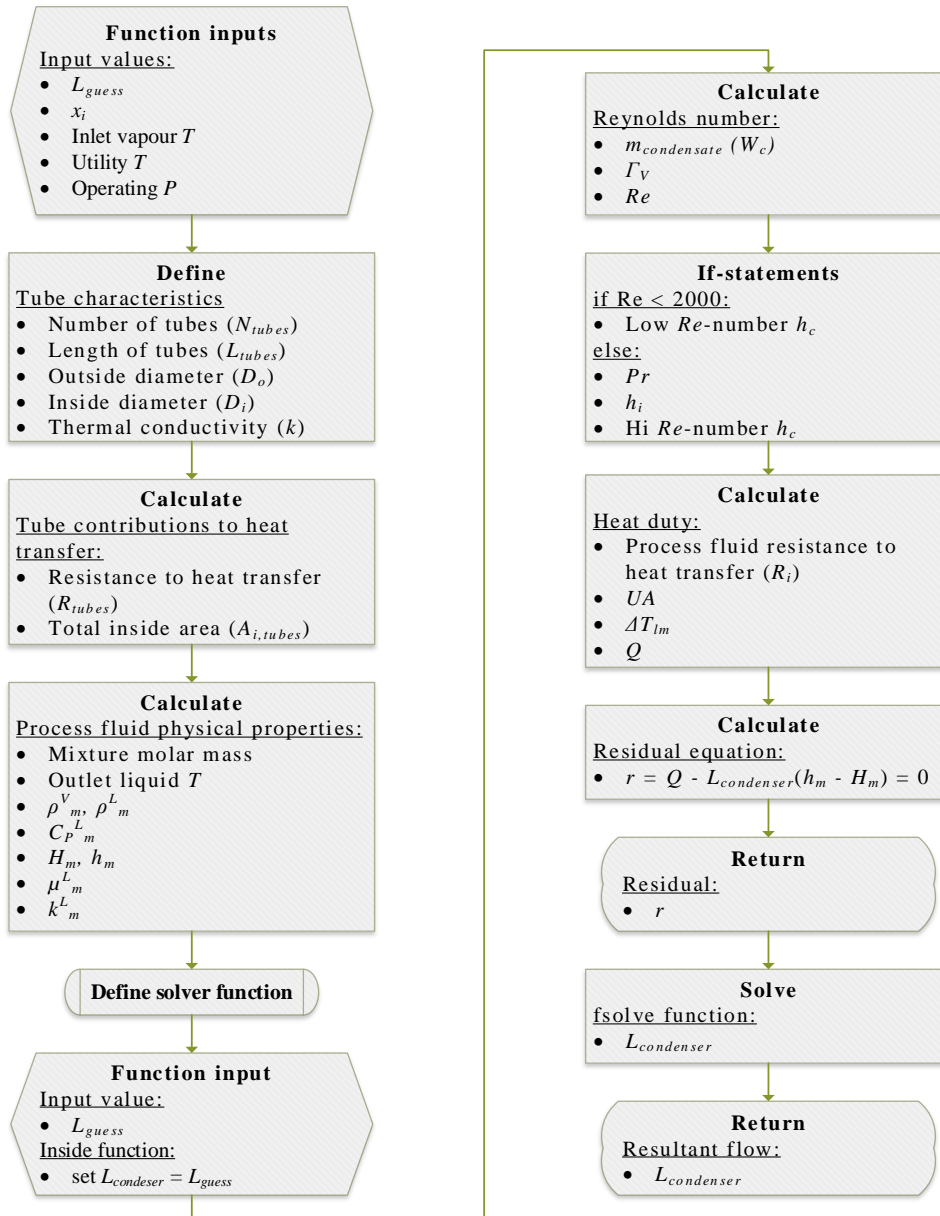 Function inputs
Input values:
• L_guess
• x_i
• Inlet vapour T
• Utility T
• Operating P
Define
Tube characteristics
• Number of tubes (N_tubes)
• Length of tubes (L_tubes)
• Outside diameter (D_o)
• Inside diameter (D_i)
• Thermal conductivity (k)
Calculate
Tube contributions to heat
transfer:
• Resistance to heat transfer
(R_tubes)
• Total inside area (A_i,tubes)
Calculate
Process fluid physical properties:
• Mixture molar mass
• Outlet liquid T
• ρ^V_m, ρ^L_m
• C_P^L_m
• H_m, h_m
• μ^L_m
• k^L_m
Define solver function
Function input
Input value:
• L_guess
Inside function:
• set L_condeser = L_guess
Calculate
Reynolds number:
• m_condensate (W_c)
• Γ_V
• Re
If-statements
if Re < 2000:
• Low Re-number h_c
else:
• Pr
• h_i
• Hi Re-number h_c
Calculate
Heat duty:
• Process fluid resistance to
heat transfer (R_i)
• UA
• ΔT_lm
• Q
Calculate
Residual equation:
• r = Q - L_condenser(h_m - H_m) = 0
Return
Residual:
• r
Solve
fsolve function:
• L_condenser
Return
Resultant flow:
• L_condenser